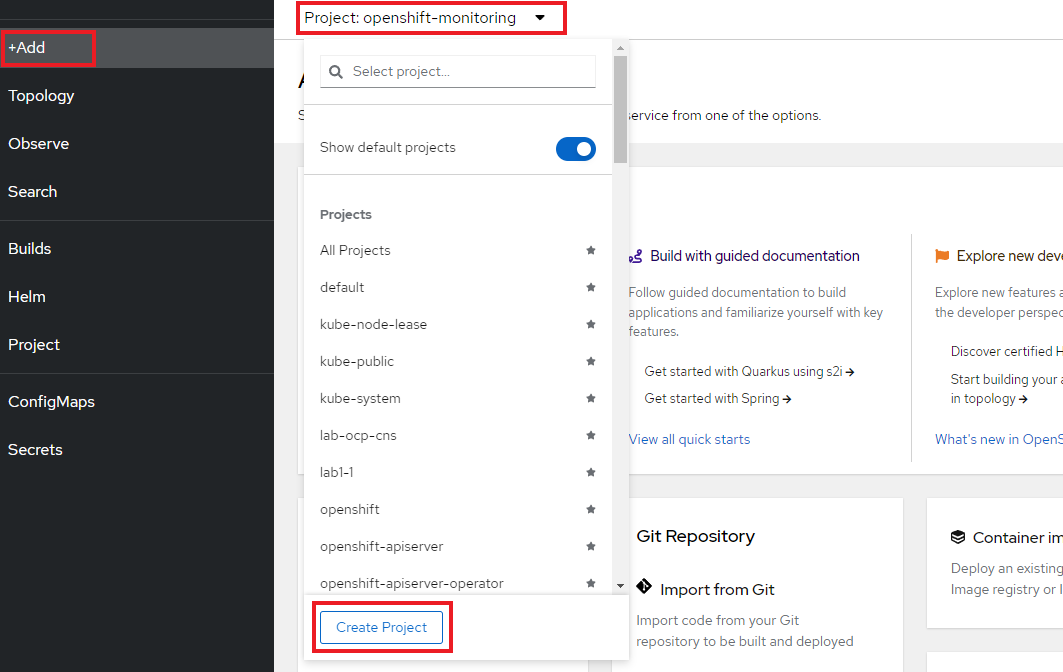 +Add
Topology
Observe
Search
Builds
Helm
Project
ConfigMaps
Secrets
Project: openshift-monitoring
Select project...
Show default projects
Projects
All Projects
default
kube-node-lease
kube-public
kube-system
lab-ocp-cns
lab1-1
openshift
openshift-apiserver
openshift-apiserver-operator
Create Project
service from one of the options.
Build with guided documentation
Follow guided documentation to build
applications and familiarize yourself with key
features.
Get started with Quarkus using s2i
Get started with Spring
View all quick starts
Explore new deve
Explore new features a
the developer perspec
Discover certified H
Start building your a
in topology
What's new in OpenS
Git Repository
Import from Git
Import code from your Git
repository to be built and deployed
Container im
Deploy an existing
Image registry or I